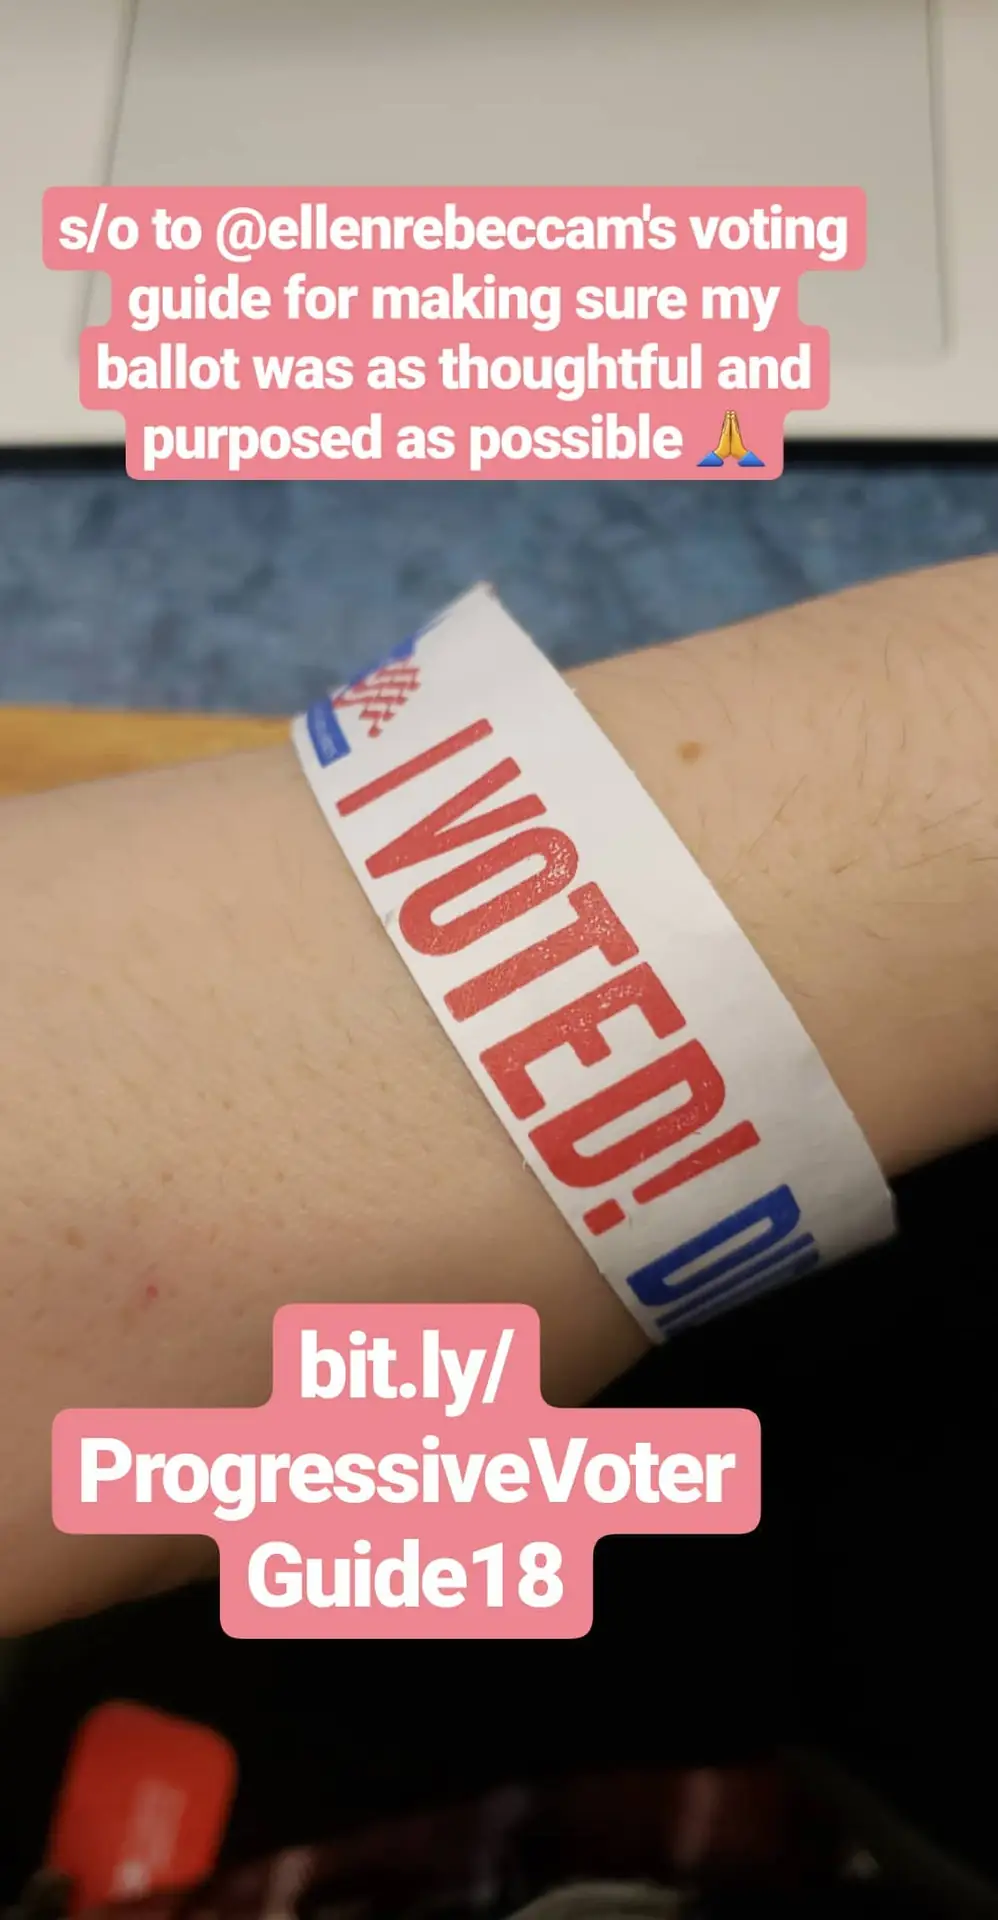 s/o to @ellenrebeccam's voting
guide for making sure my
ballot was as thoughtful and
purposed as possible 🙏
I VOTED!
bit.ly/
ProgressiveVoter
Guide18